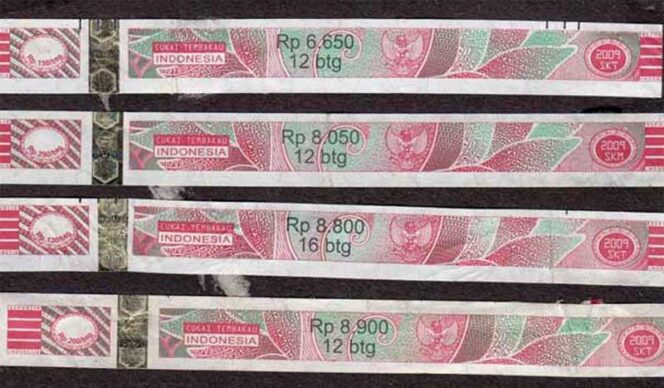 CUKAI TEMBAKAU
INDONESIA
Rp 6.650
12 btg
2009
SKT
CUKAI TEMBAKAU
INDONESIA
Rp 8.050
12 btg
2009
SKM
CUKAI TEMBAKAU
INDONESIA
Rp 8.800
16 btg
2009
SKT
CUKAI TEMBAKAU
INDONESIA
Rp 8.900
12 btg
2009